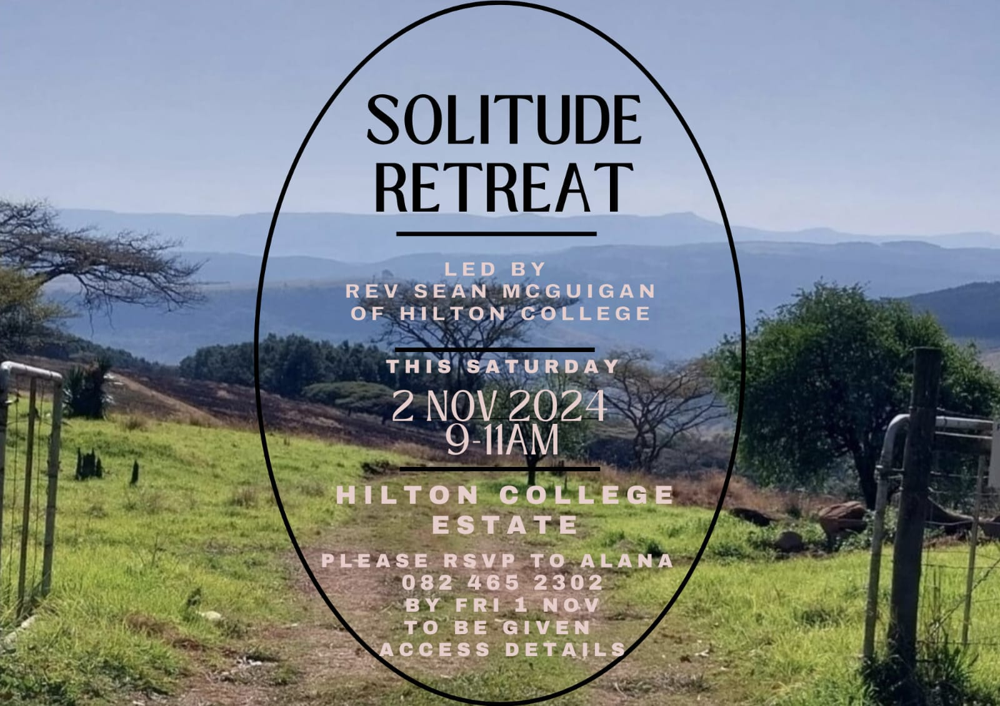 SOLITUDE
RETREAT
LED BY
REV SEAN MCGUIGAN
OF HILTON COLLEGE
THIS SATURDAY
2 NOV 2024
9-11AM
HILTON COLLEGE
ESTATE
PLEASE RSVP TO ALANA
082 465 2302
BY FRI 1 NOV
TO BE GIVEN
ACCESS DETAILS